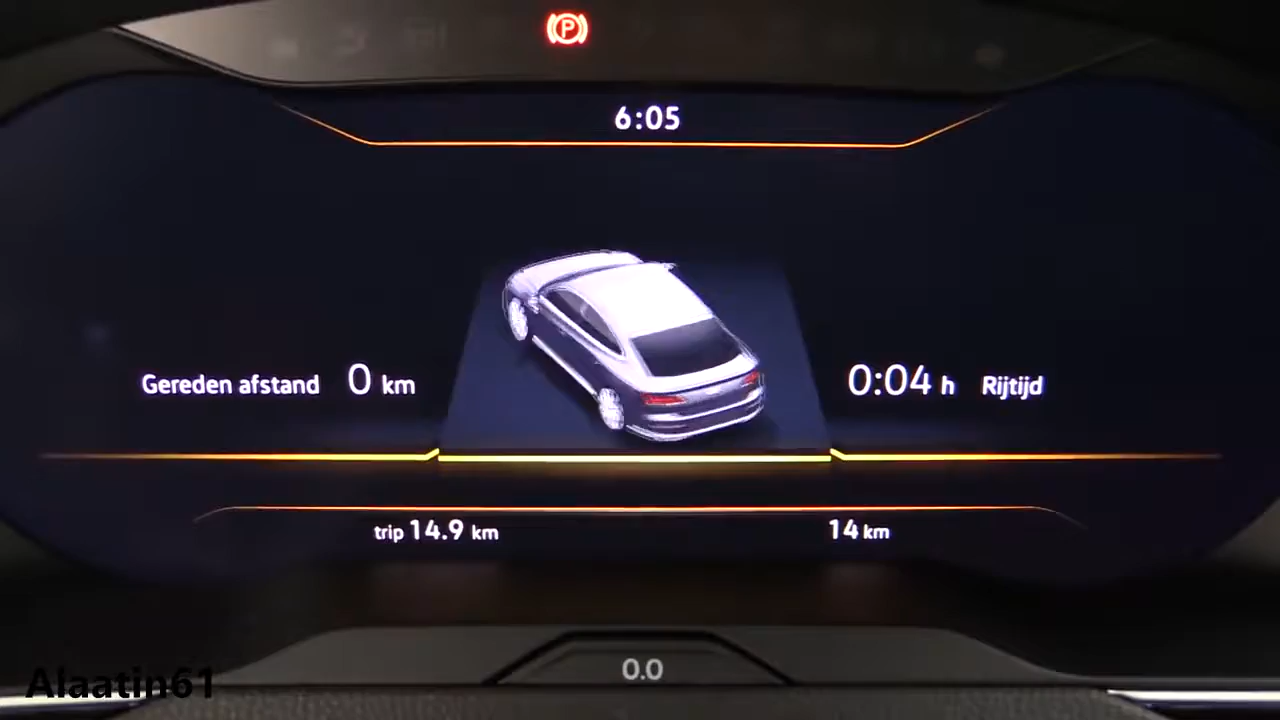 P
6:05
Gereden afstand 0 km
0:04 h Rijtijd
trip 14.9 km
14 km
0.0
Alaatin61